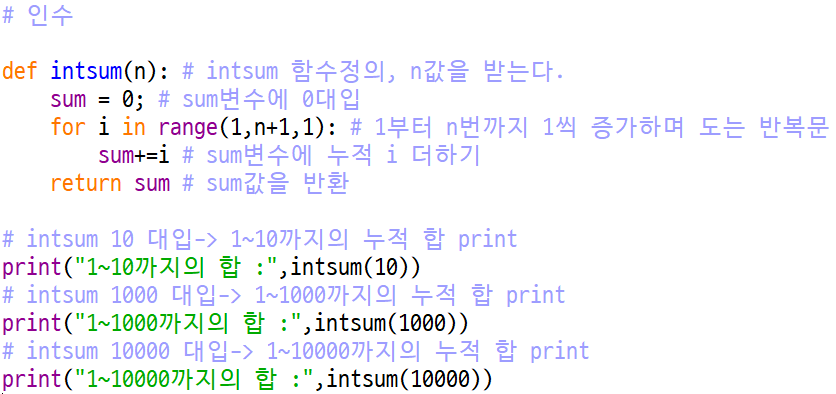 # 인수
def intsum(n): # intsum 함수정의, n값을 받는다.
    sum = 0; # sum변수에 0대입
    for i in range(1,n+1,1): # 1부터 n번까지 1씩 증가하며 도는 반복문
        sum+=i # sum변수에 누적 i 더하기
    return sum # sum값을 반환
# intsum 10 대입-> 1~10까지의 누적 합 print
print("1~10까지의 합 :",intsum(10))
# intsum 1000 대입-> 1~1000까지의 누적 합 print
print("1~1000까지의 합 :",intsum(1000))
# intsum 10000 대입-> 1~10000까지의 누적 합 print
print("1~10000까지의 합 :",intsum(10000))